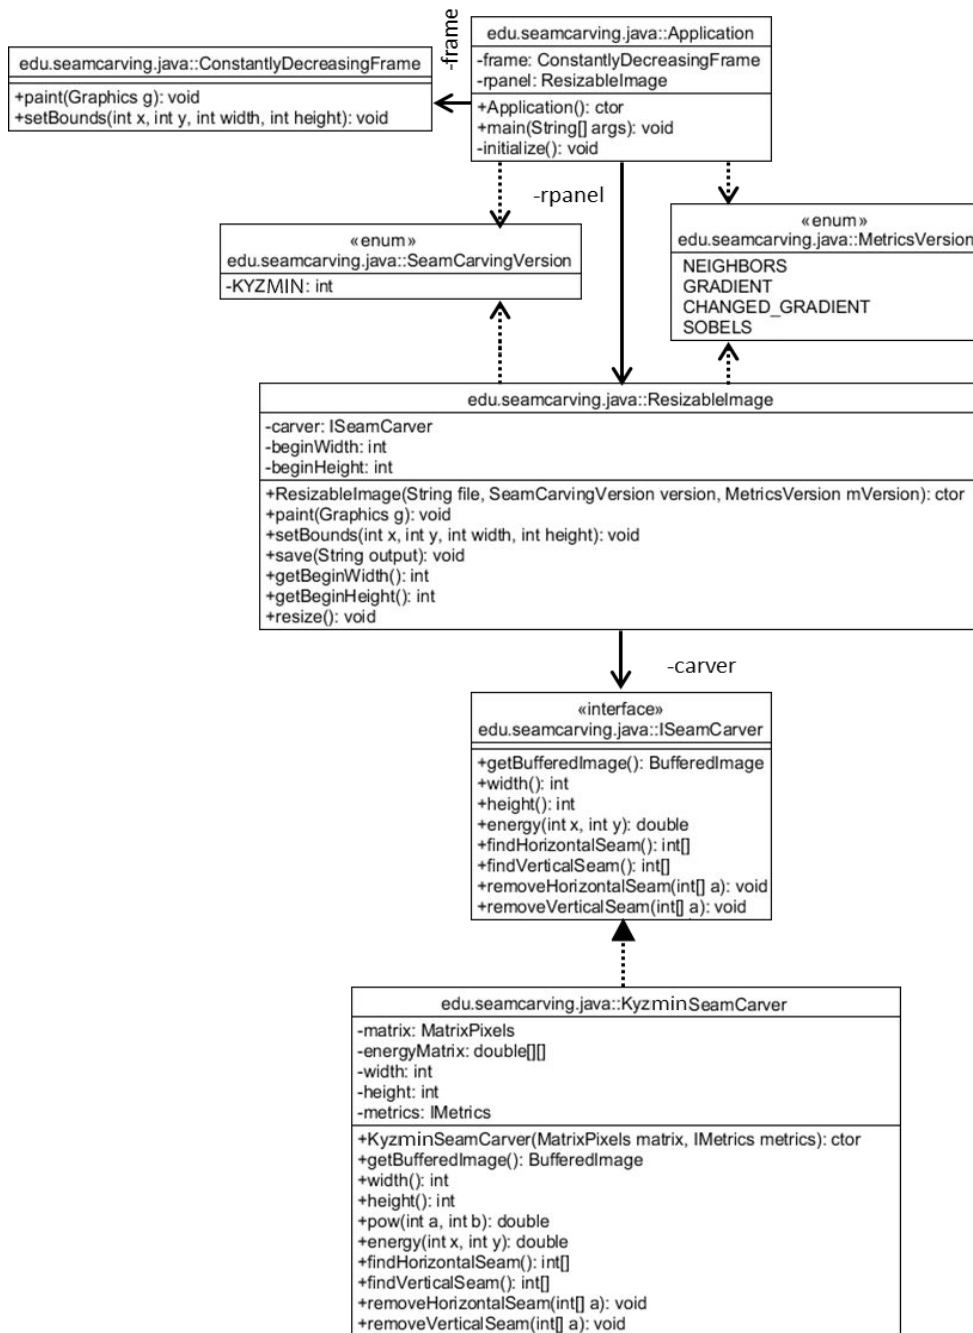 -frame
edu.seamcarving.java::Application
-frame: ConstantlyDecreasingFrame
-rpanel: ResizableImage
+Application(): ctor
+main(String[] args): void
-initialize(): void
edu.seamcarving.java::ConstantlyDecreasingFrame
+paint(Graphics g): void
+setBounds(int x, int y, int width, int height): void
-rpanel
«enum»
edu.seamcarving.java::SeamCarvingVersion
-KYZMIN: int
«enum»
edu.seamcarving.java::MetricsVersion
NEIGHBORS
GRADIENT
CHANGED_GRADIENT
SOBELS
edu.seamcarving.java::ResizableImage
-carver: ISeamCarver
-beginWidth: int
-beginHeight: int
+ResizableImage(String file, SeamCarvingVersion version, MetricsVersion mVersion): ctor
+paint(Graphics g): void
+setBounds(int x, int y, int width, int height): void
+save(String output): void
+getBeginWidth(): int
+getBeginHeight(): int
+resize(): void
-carver
«interface»
edu.seamcarving.java::ISeamCarver
+getBufferedImage(): BufferedImage
+width(): int
+height(): int
+energy(int x, int y): double
+findHorizontalSeam(): int[]
+findVerticalSeam(): int[]
+removeHorizontalSeam(int[] a): void
+removeVerticalSeam(int[] a): void
edu.seamcarving.java::KyzminSeamCarver
-matrix: MatrixPixels
-energyMatrix: double[][]
-width: int
-height: int
-metrics: IMetrics
+KyzminSeamCarver(MatrixPixels matrix, IMetrics metrics): ctor
+getBufferedImage(): BufferedImage
+width(): int
+height(): int
+pow(int a, int b): double
+energy(int x, int y): double
+findHorizontalSeam(): int[]
+findVerticalSeam(): int[]
+removeHorizontalSeam(int[] a): void
+removeVerticalSeam(int[] a): void